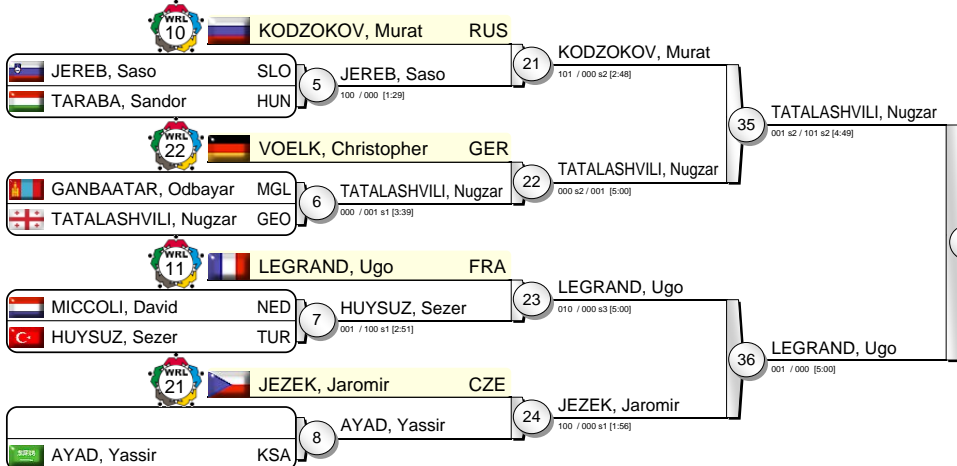 WRL
10
KODZOKOV, Murat RUS
JEREB, Saso SLO
TARABA, Sandor HUN
5
JEREB, Saso
100 / 000 [1:29]
21
KODZOKOV, Murat
101 / 000 s2 [2:48]
WRL
22
VOELK, Christopher GER
GANBAATAR, Odbayar MGL
TATALASHVILI, Nugzar GEO
6
TATALASHVILI, Nugzar
000 / 001 s1 [3:39]
22
TATALASHVILI, Nugzar
000 s2 / 001 [5:00]
35
TATALASHVILI, Nugzar
001 s2 / 101 s2 [4:49]
WRL
11
LEGRAND, Ugo FRA
MICCOLI, David NED
HUYSUZ, Sezer TUR
7
HUYSUZ, Sezer
001 / 100 s1 [2:51]
23
LEGRAND, Ugo
010 / 000 s3 [5:00]
WRL
21
JEZEK, Jaromir CZE
AYAD, Yassir KSA
8
AYAD, Yassir
24
JEZEK, Jaromir
100 / 000 s1 [1:56]
36
LEGRAND, Ugo
001 / 000 [5:00]